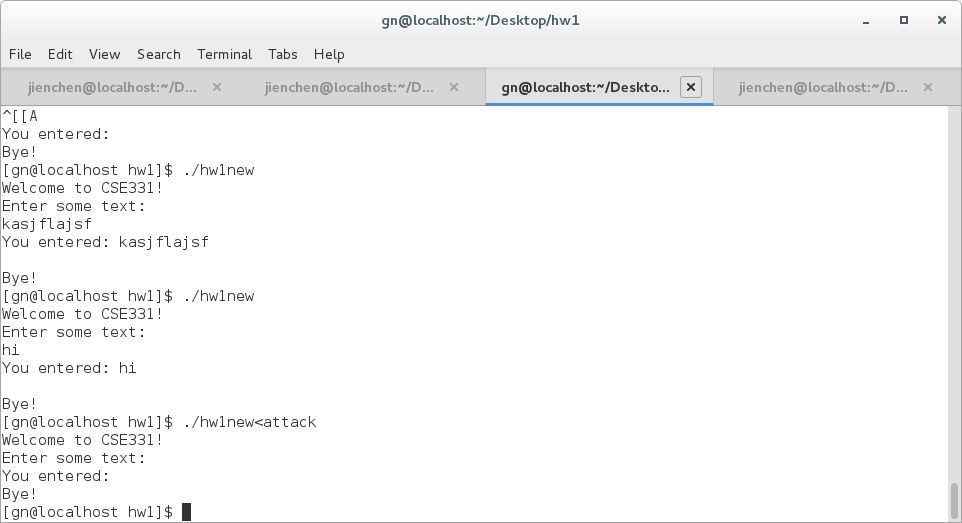 gn@localhost:~/Desktop/hw1
File Edit View Search Terminal Tabs Help
jienchen@localhost:~/D... jienchen@localhost:~/D... gn@localhost:~/Deskto... jienchen@localhost:~/D...
^[[A
You entered:
Bye!
[gn@localhost hw1]$ ./hw1new
Welcome to CSE331!
Enter some text:
kasjflajsf
You entered: kasjflajsf
Bye!
[gn@localhost hw1]$ ./hw1new
Welcome to CSE331!
Enter some text:
hi
You entered: hi
Bye!
[gn@localhost hw1]$ ./hw1new<attack
Welcome to CSE331!
Enter some text:
You entered:
Bye!
[gn@localhost hw1]$